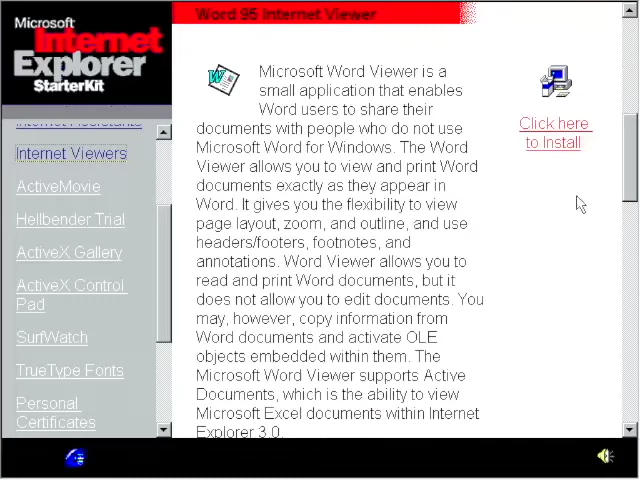 Microsoft
Internet
Explorer
StarterKit
Internet Assistants
Internet Viewers
ActiveMovie
Hellbender Trial
ActiveX Gallery
ActiveX Control
Pad
SurfWatch
TrueType Fonts
Personal
Certificates
Word 95 Internet Viewer
Microsoft Word Viewer is a
small application that enables
Word users to share their
documents with people who do not use
Microsoft Word for Windows. The Word
Viewer allows you to view and print Word
documents exactly as they appear in
Word. It gives you the flexibility to view
page layout, zoom, and outline, and use
headers/footers, footnotes, and
annotations. Word Viewer allows you to
read and print Word documents, but it
does not allow you to edit documents. You
may, however, copy information from
Word documents and activate OLE
objects embedded within them. The
Microsoft Word Viewer supports Active
Documents, which is the ability to view
Microsoft Excel documents within Internet
Explorer 3.0.
Click here
to Install